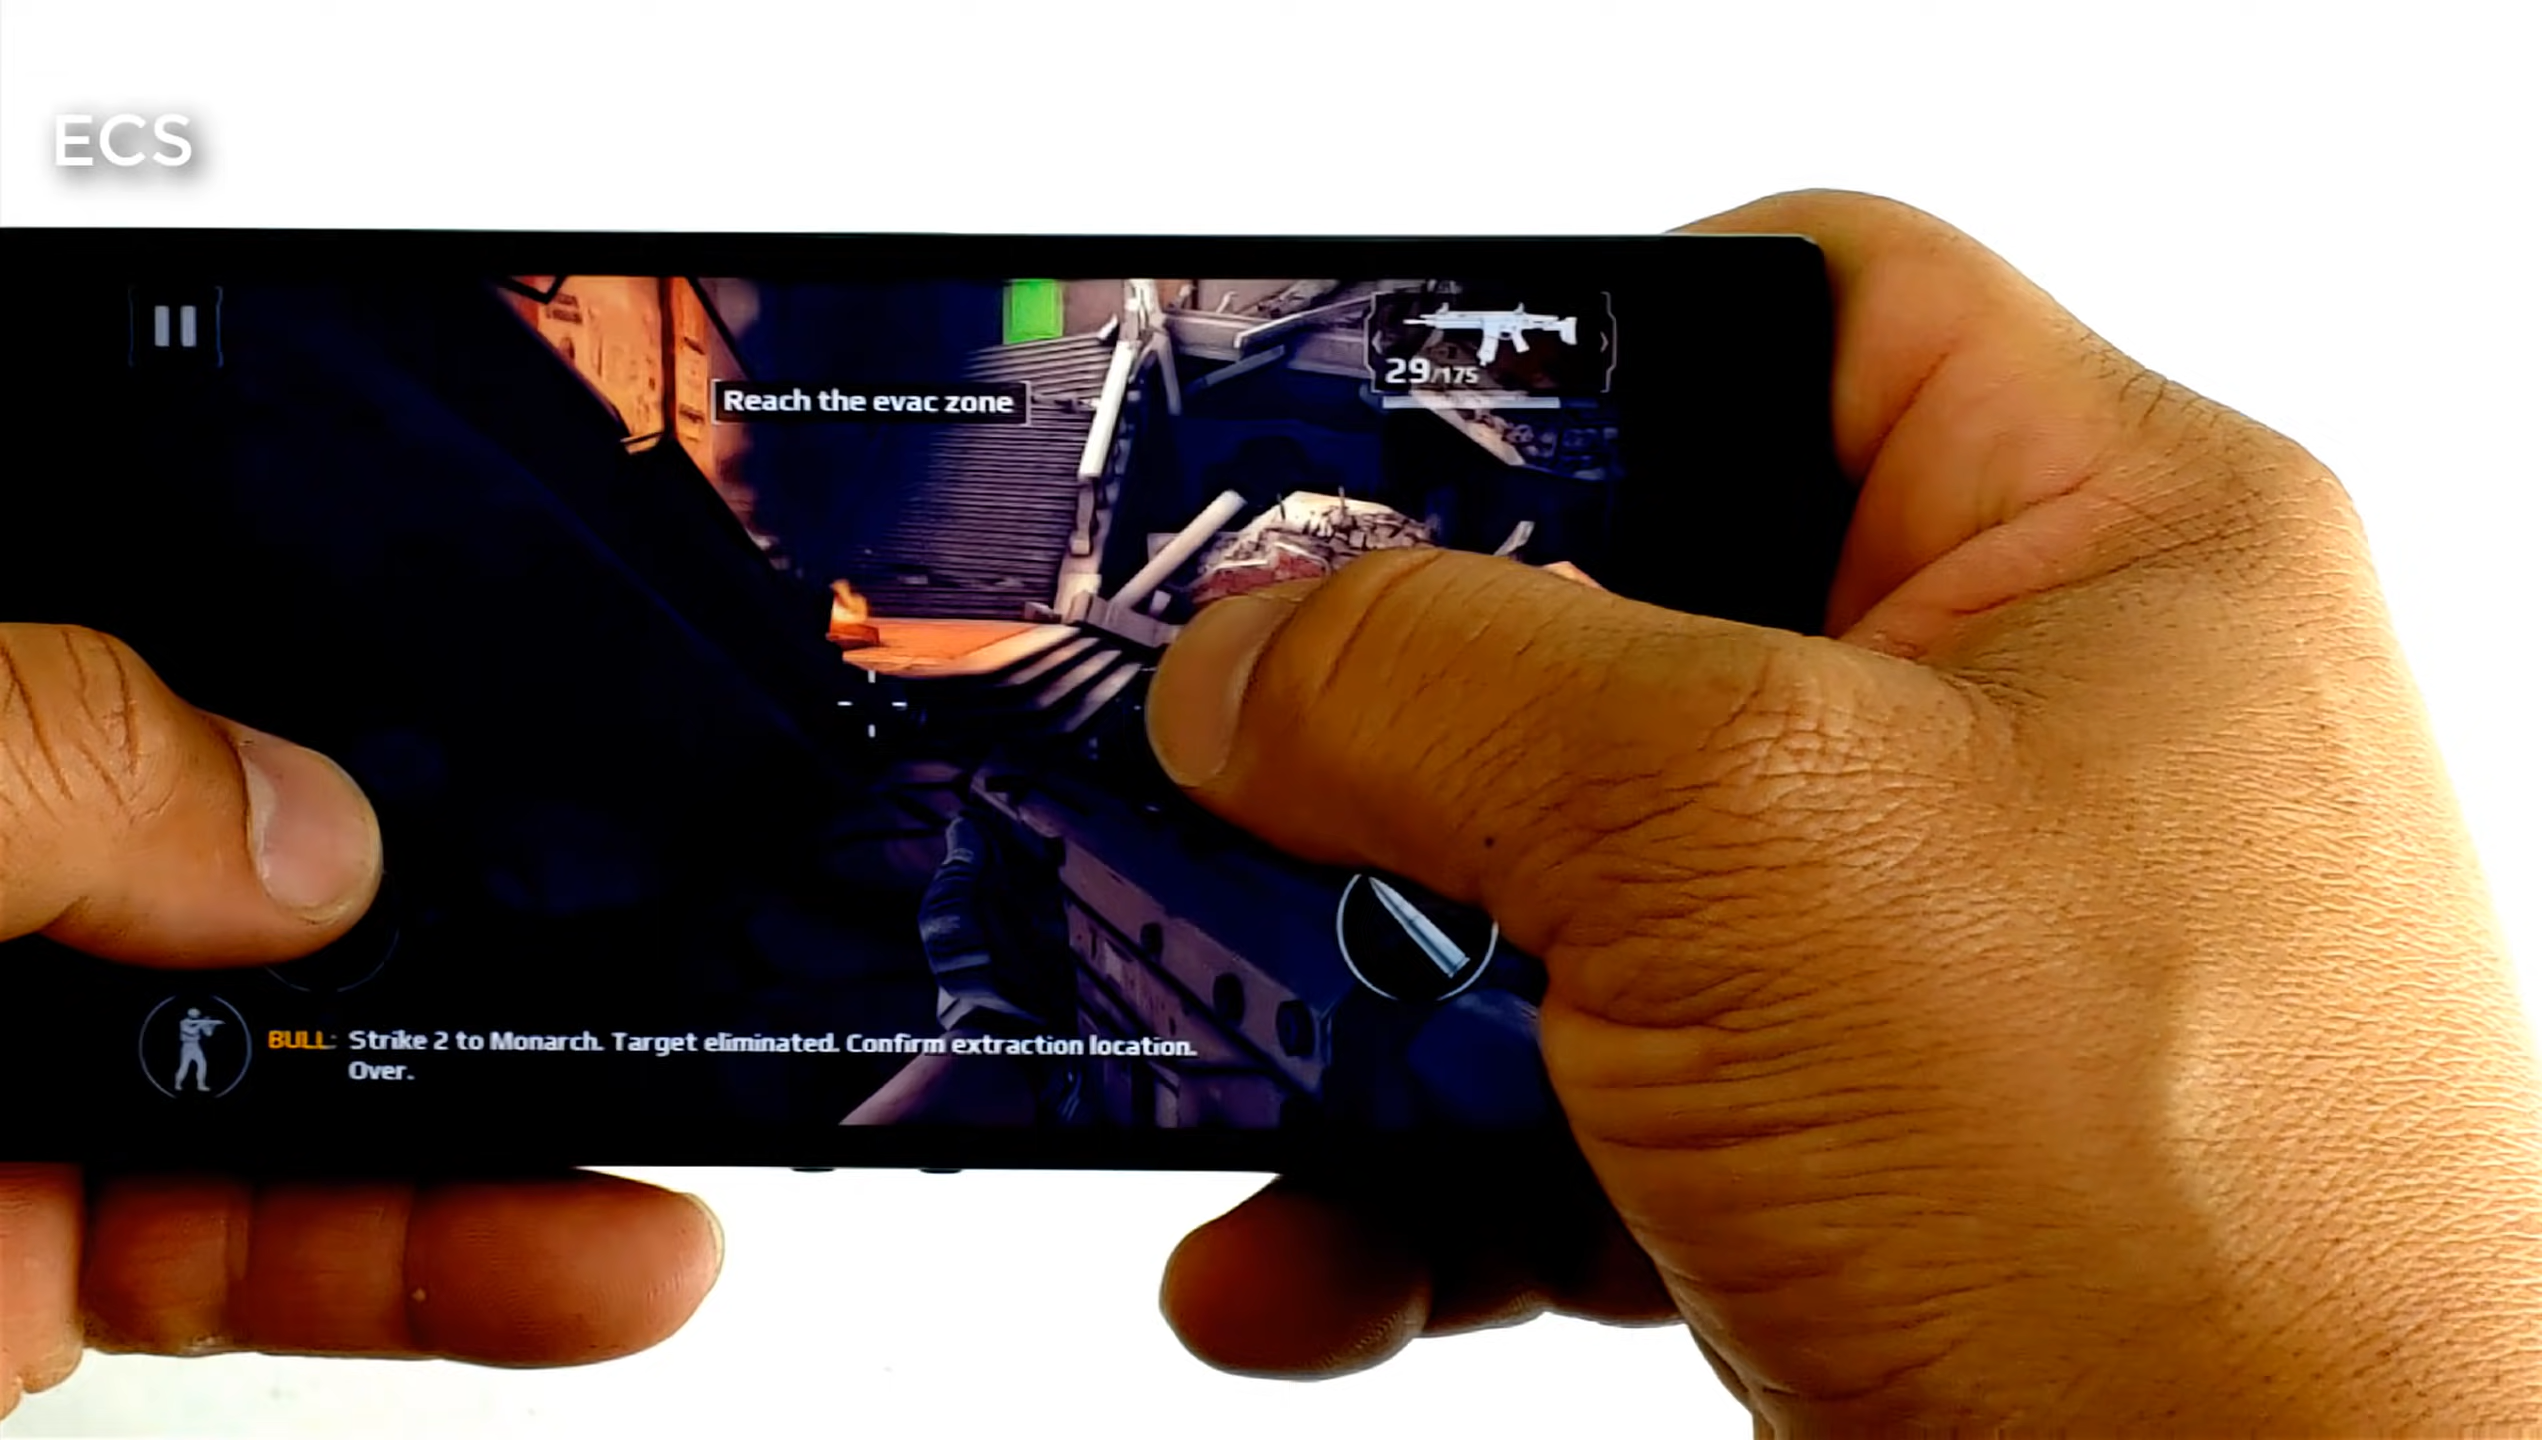 ECS
Reach the evac zone
29/175
BULL: Strike 2 to Monarch. Target eliminated. Confirm extraction location.
Over.